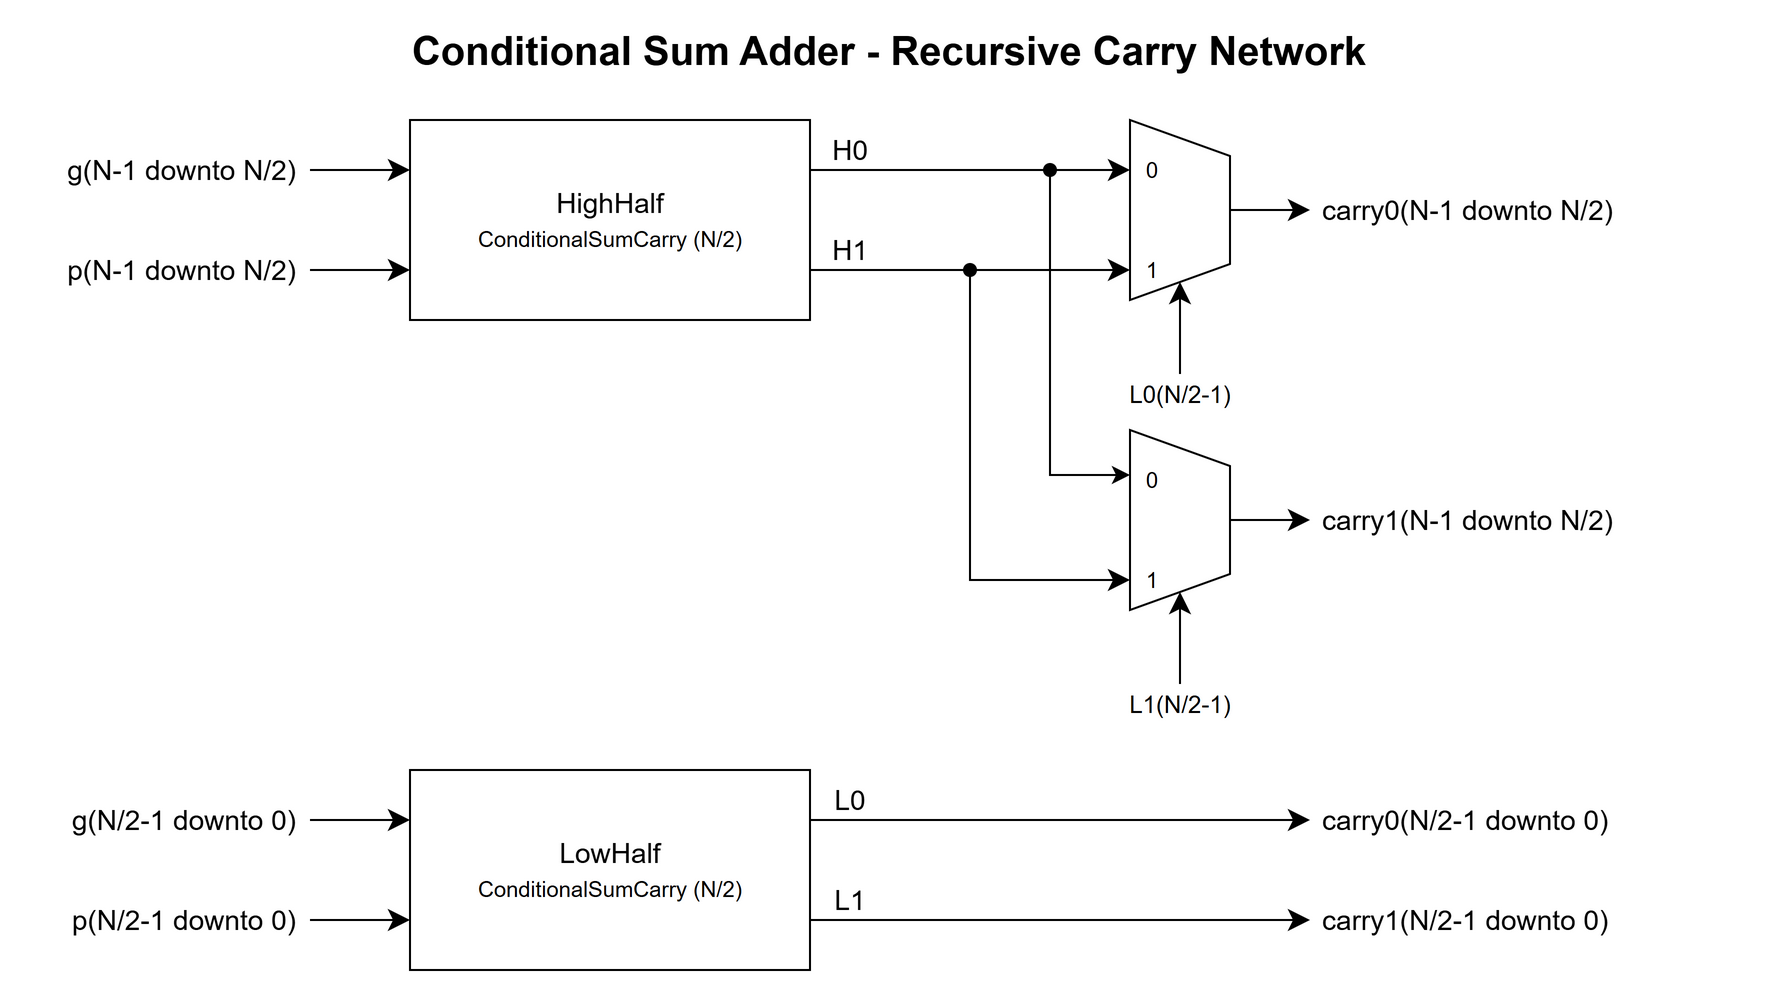 Conditional Sum Adder - Recursive Carry Network
g(N-1 downto N/2)
p(N-1 downto N/2)
HighHalf
ConditionalSumCarry (N/2)
H0
H1
0
1
carry0(N-1 downto N/2)
L0(N/2-1)
0
1
carry1(N-1 downto N/2)
L1(N/2-1)
g(N/2-1 downto 0)
p(N/2-1 downto 0)
LowHalf
ConditionalSumCarry (N/2)
L0
L1
carry0(N/2-1 downto 0)
carry1(N/2-1 downto 0)